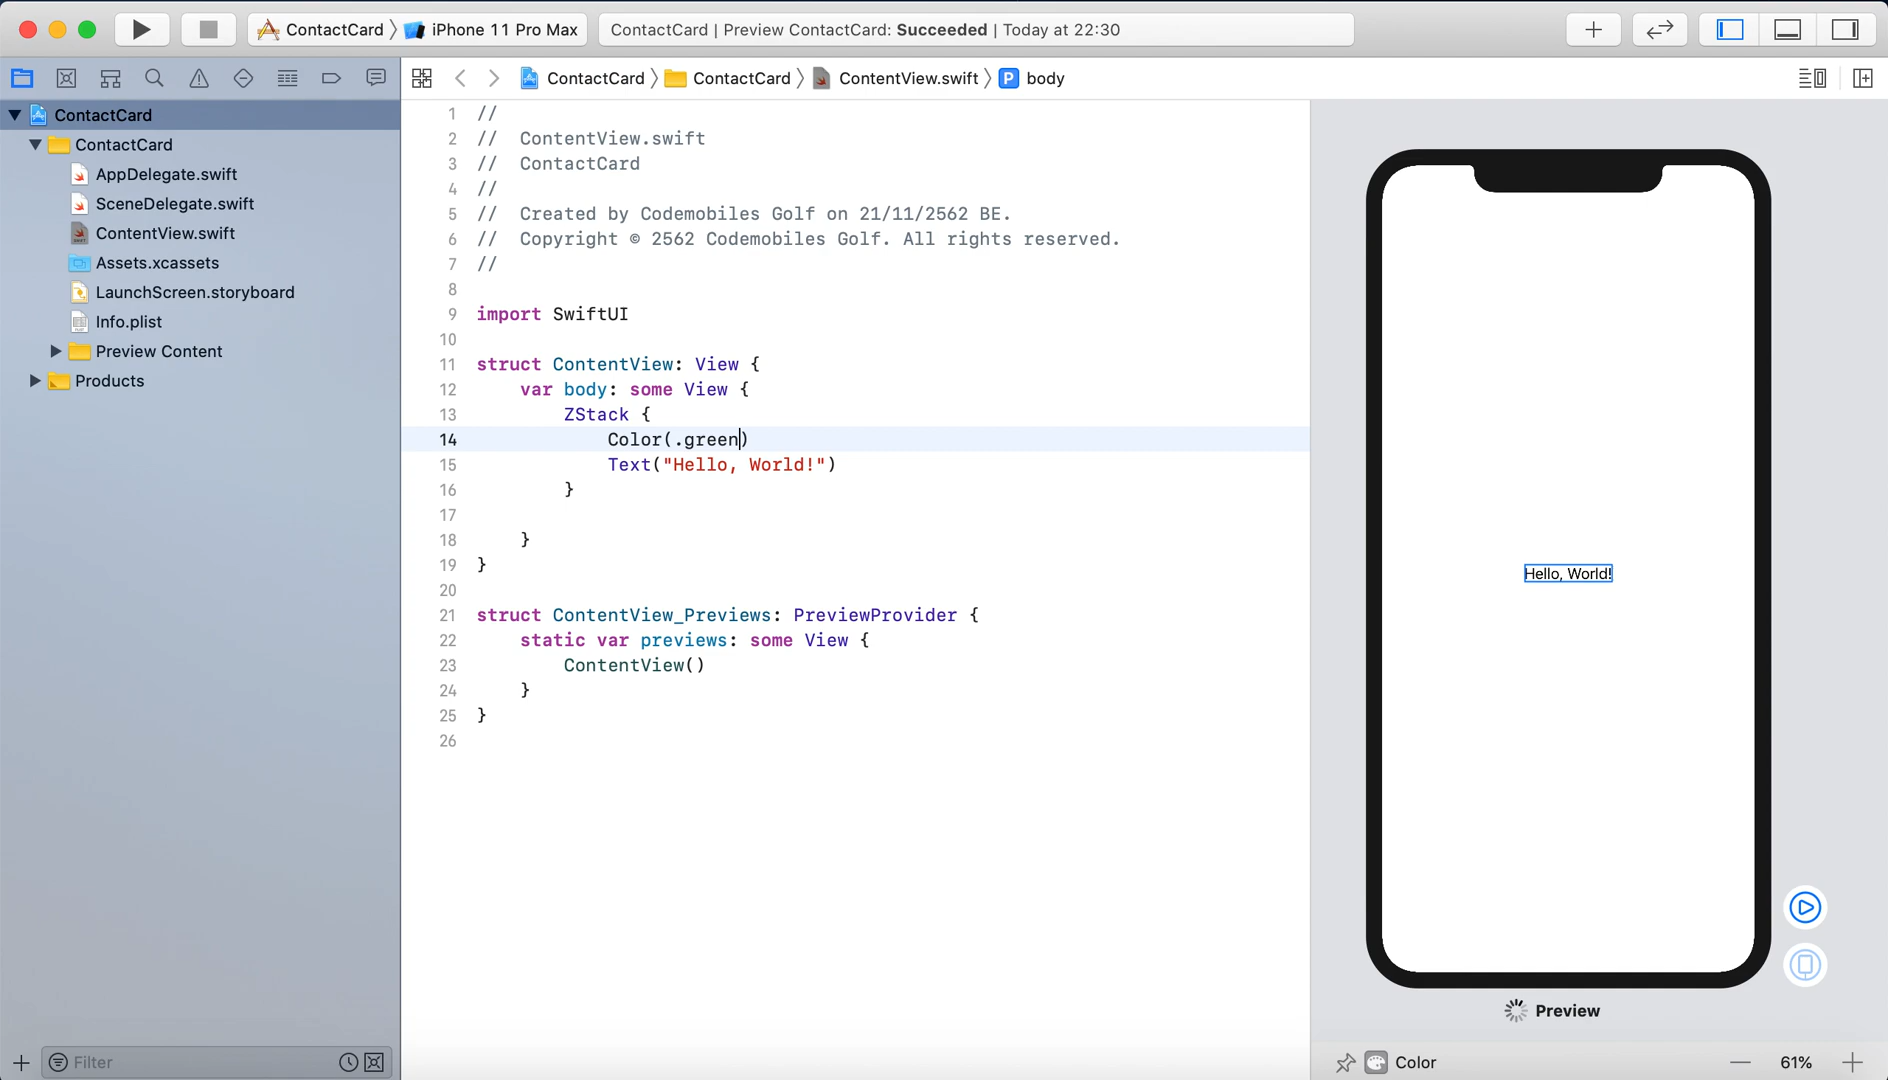 ContactCard 〉 iPhone 11 Pro Max
ContactCard | Preview ContactCard: Succeeded | Today at 22:30
ContactCard 〉 ContactCard 〉 ContentView.swift 〉 P body
ContactCard
ContactCard
AppDelegate.swift
SceneDelegate.swift
ContentView.swift
Assets.xcassets
LaunchScreen.storyboard
Info.plist
Preview Content
Products
Filter
1 //
2 //  ContentView.swift
3 //  ContactCard
4 //
5 //  Created by Codemobiles Golf on 21/11/2562 BE.
6 //  Copyright © 2562 Codemobiles Golf. All rights reserved.
7 //
8
9 import SwiftUI
10
11 struct ContentView: View {
12     var body: some View {
13         ZStack {
14             Color(.green)
15             Text("Hello, World!")
16         }
17
18     }
19 }
20
21 struct ContentView_Previews: PreviewProvider {
22     static var previews: some View {
23         ContentView()
24     }
25 }
26
Hello, World!
Preview
Color
61%